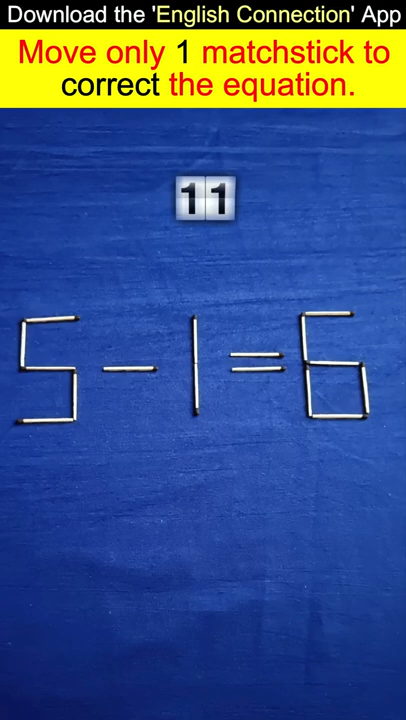 Download the 'English Connection' App
Move only 1 matchstick to
correct the equation.
11
5-1=6